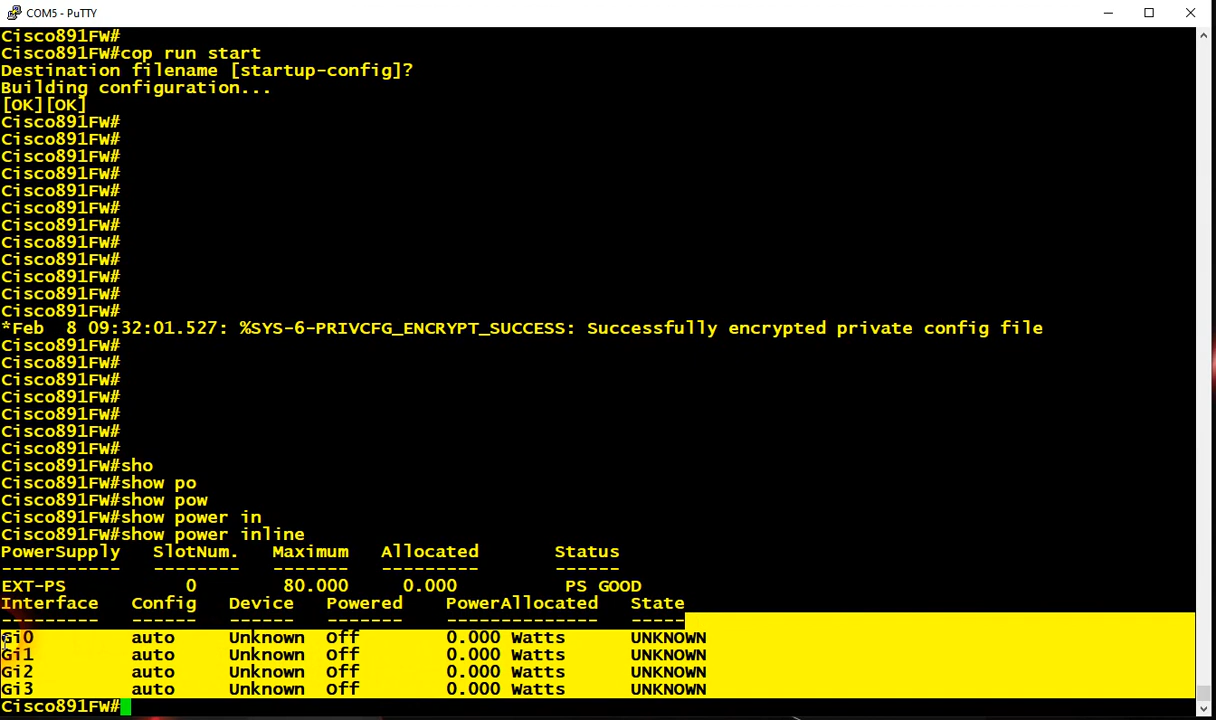 COM5 - PuTTY
Cisco891FW#
Cisco891FW#cop run start
Destination filename [startup-config]?
Building configuration...
[OK][OK]
Cisco891FW#
Cisco891FW#
Cisco891FW#
Cisco891FW#
Cisco891FW#
Cisco891FW#
Cisco891FW#
Cisco891FW#
Cisco891FW#
Cisco891FW#
Cisco891FW#
Cisco891FW#
*Feb  8 09:32:01.527: %SYS-6-PRIVCFG_ENCRYPT_SUCCESS: Successfully encrypted private config file
Cisco891FW#
Cisco891FW#
Cisco891FW#
Cisco891FW#
Cisco891FW#
Cisco891FW#
Cisco891FW#
Cisco891FW#sho
Cisco891FW#show po
Cisco891FW#show pow
Cisco891FW#show power in
Cisco891FW#show power inline
PowerSupply   SlotNum.   Maximum   Allocated       Status
-----------   --------   -------   ---------       ------
EXT-PS           0        80.000     0.000          PS GOOD
Interface   Config   Device   Powered    PowerAllocated   State
---------   ------   ------   -------    --------------   -----
Gi0         auto     Unknown  Off        0.000 Watts      UNKNOWN
Gi1         auto     Unknown  Off        0.000 Watts      UNKNOWN
Gi2         auto     Unknown  Off        0.000 Watts      UNKNOWN
Gi3         auto     Unknown  Off        0.000 Watts      UNKNOWN
Cisco891FW#